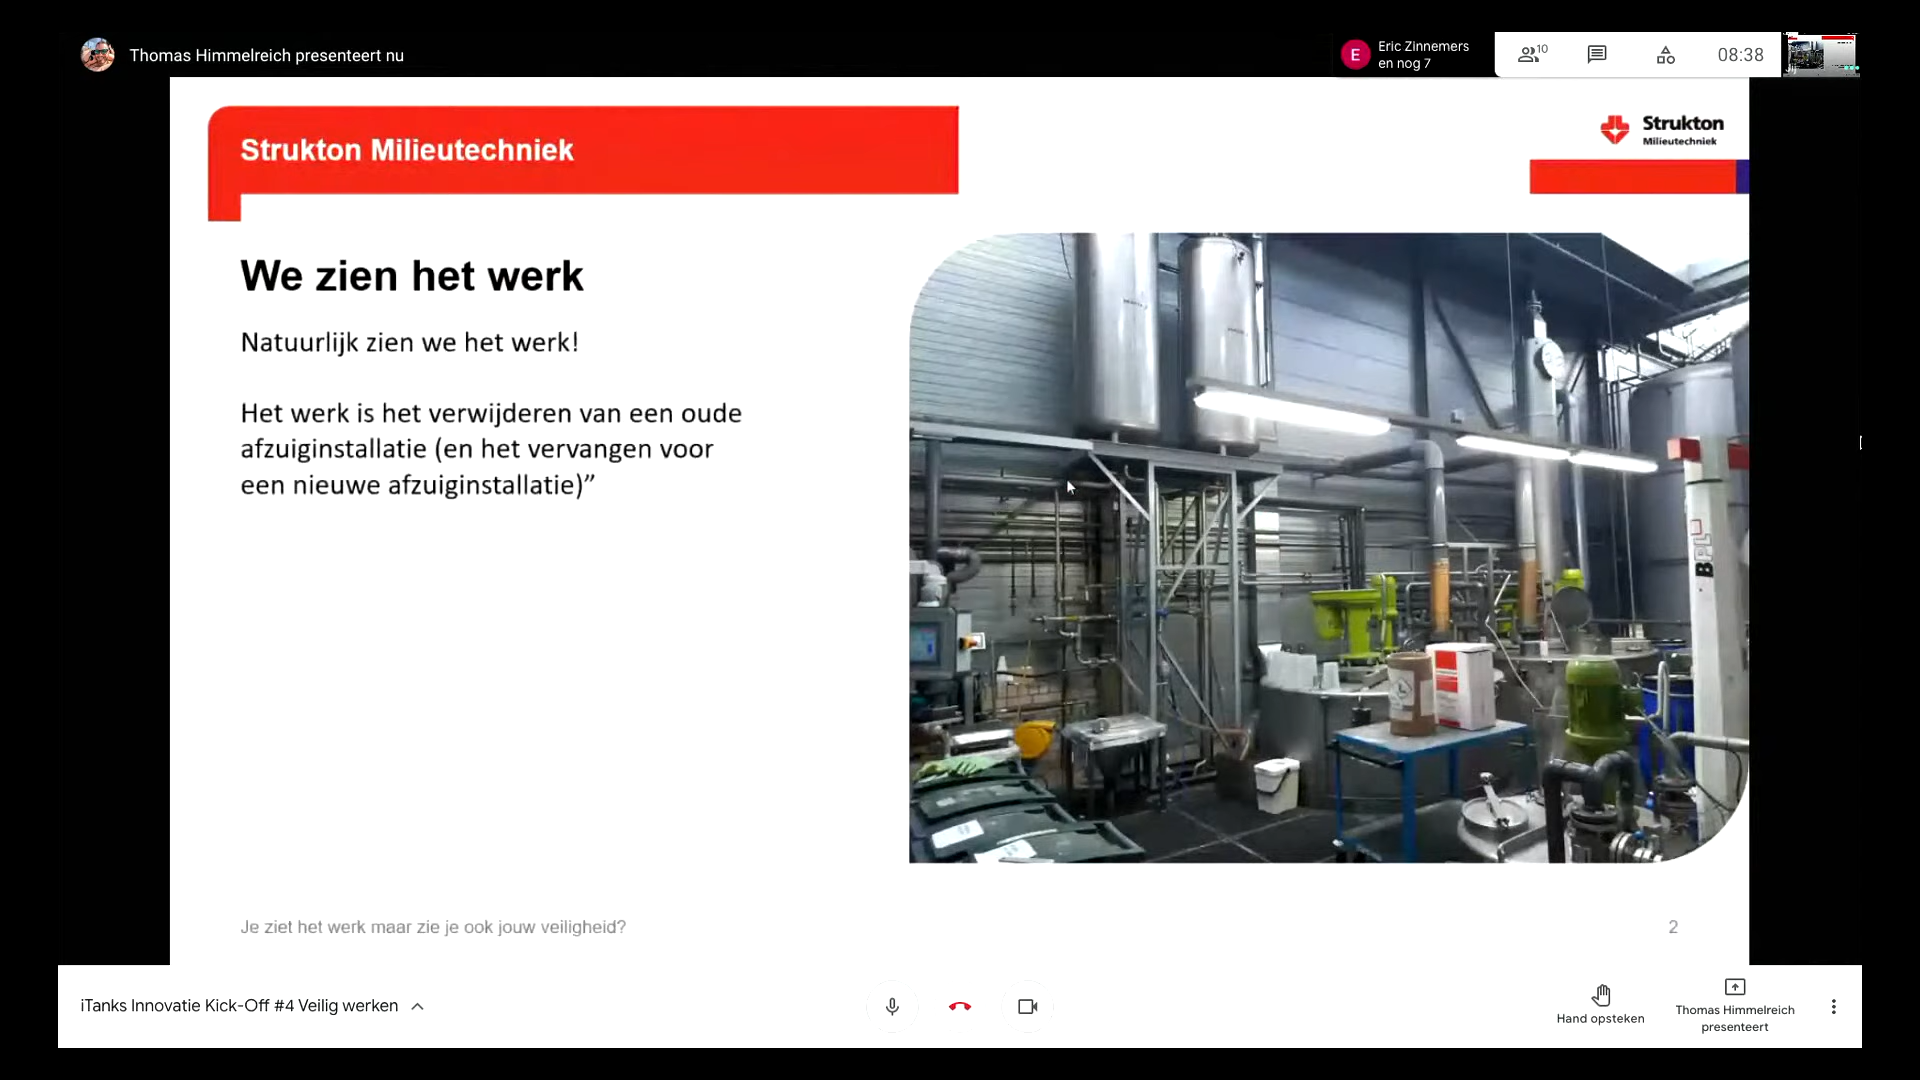 Thomas Himmelreich presenteert nu
E
Eric Zinnemers
en nog 7
10
08:38
Strukton Milieutechniek
Strukton
Milieutechniek
We zien het werk
Natuurlijk zien we het werk!
Het werk is het verwijderen van een oude
afzuiginstallatie (en het vervangen voor
een nieuwe afzuiginstallatie)”
BPL
Je ziet het werk maar zie je ook jouw veiligheid?
2
iTanks Innovatie Kick-Off #4 Veilig werken
Hand opsteken
Thomas Himmelreich
presenteert